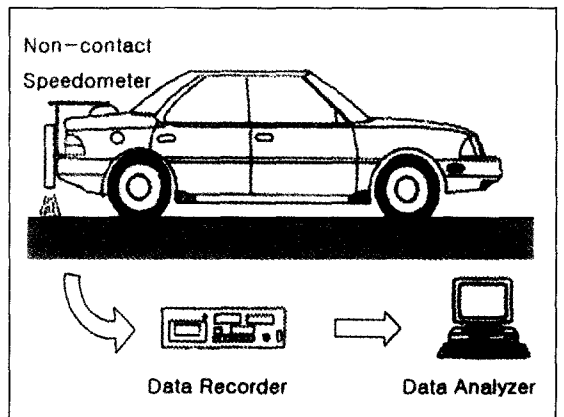 Non-contact
Speedometer
Data Recorder
Data Analyzer